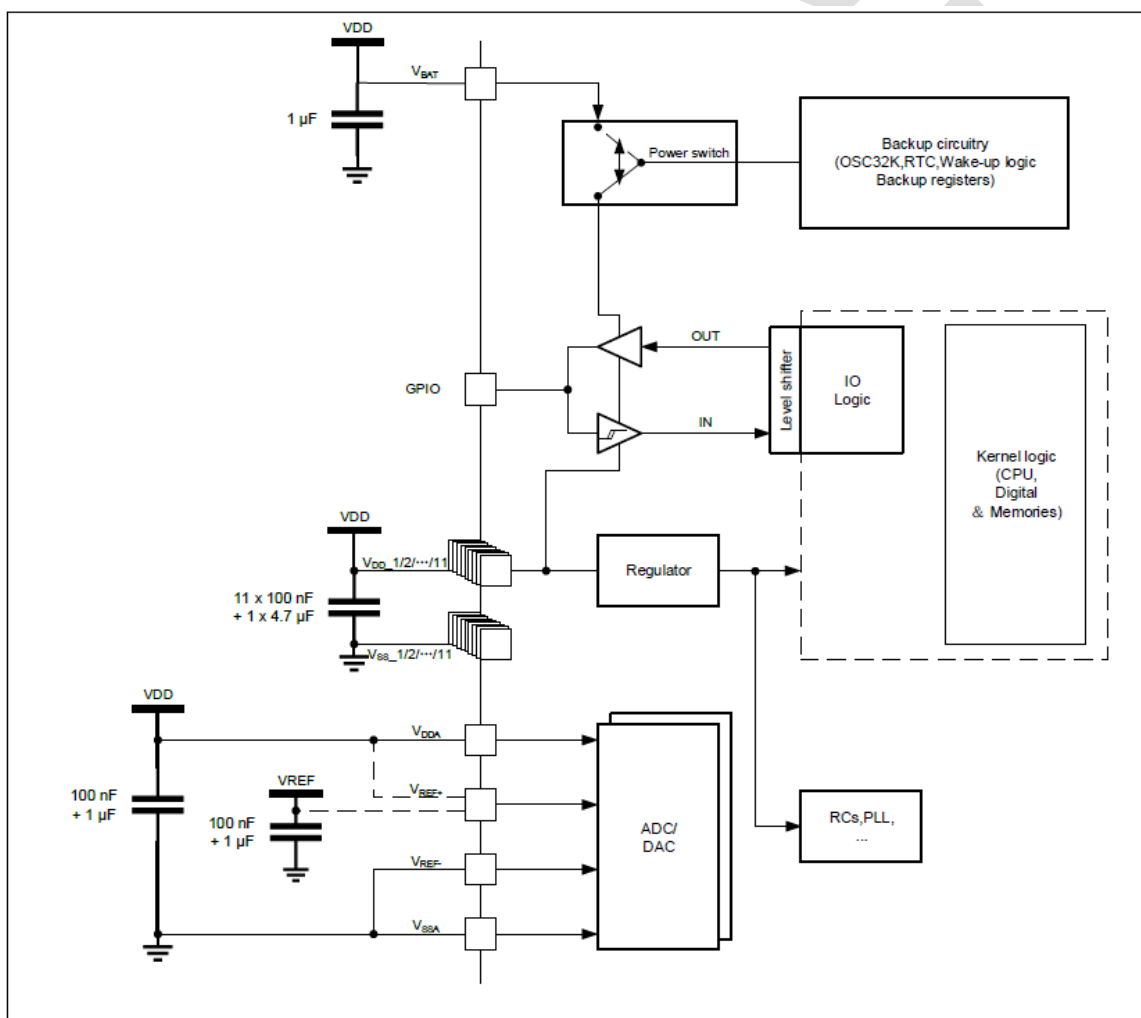 VDD
VBAT
1 µF
Power switch
Backup circuitry
(OSC32K,RTC,Wake-up logic
Backup registers)
OUT
GPIO
Level shifter
IO
Logic
IN
Kernel logic
(CPU,
Digital
& Memories)
VDD
VDD_1/2/···/11
Regulator
11 x 100 nF
+ 1 x 4.7 µF
VSS_1/2/···/11
VDD
VDDA
VREF
VREF+
100 nF
+ 1 µF
100 nF
+ 1 µF
ADC/
DAC
RCs,PLL,
...
VREF-
VSSA